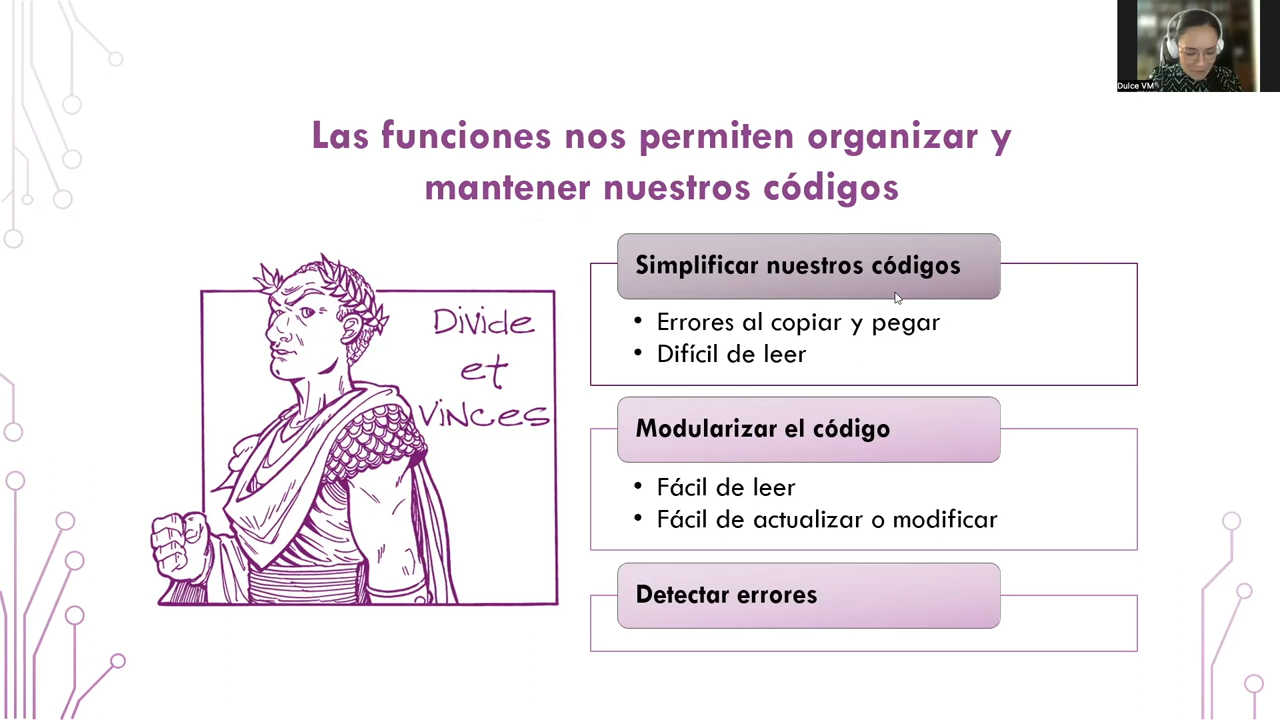 Dulce VM
Las funciones nos permiten organizar y
mantener nuestros códigos
Divide
et
vinces
Simplificar nuestros códigos
• Errores al copiar y pegar
• Difícil de leer
Modularizar el código
• Fácil de leer
• Fácil de actualizar o modificar
Detectar errores